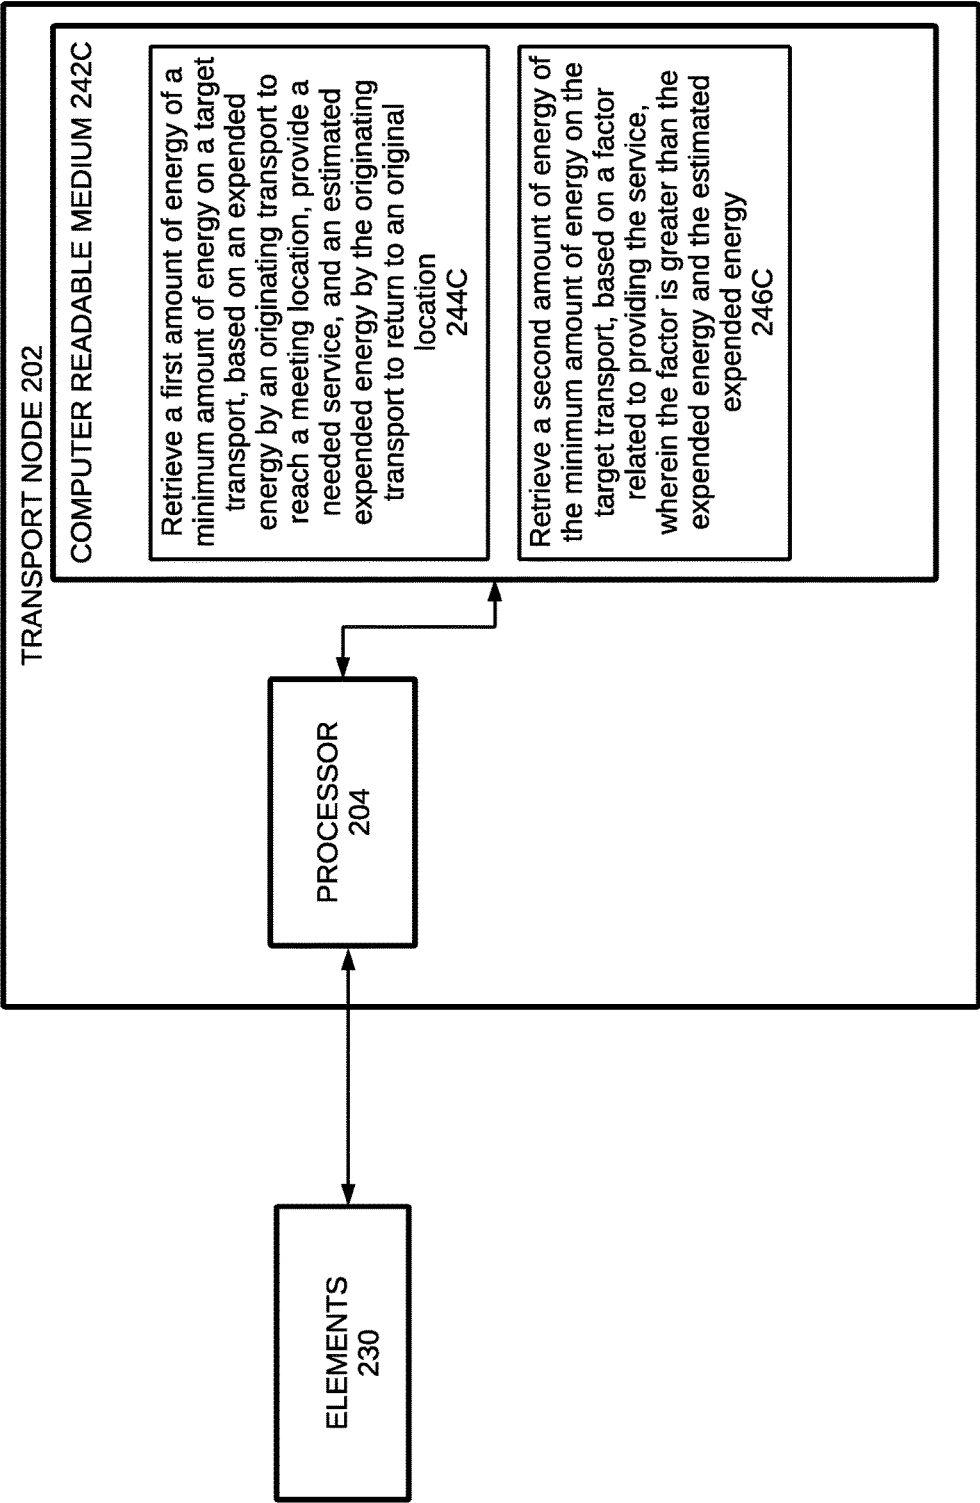 TRANSPORT NODE 202
COMPUTER READABLE MEDIUM 242C
Retrieve a first amount of energy of a
minimum amount of energy on a target
transport, based on an expended
energy by an originating transport to
reach a meeting location, provide a
needed service, and an estimated
expended energy by the originating
transport to return to an original
location
244C
Retrieve a second amount of energy of
the minimum amount of energy on the
target transport, based on a factor
related to providing the service,
wherein the factor is greater than the
expended energy and the estimated
expended energy
246C
PROCESSOR
204
ELEMENTS
230